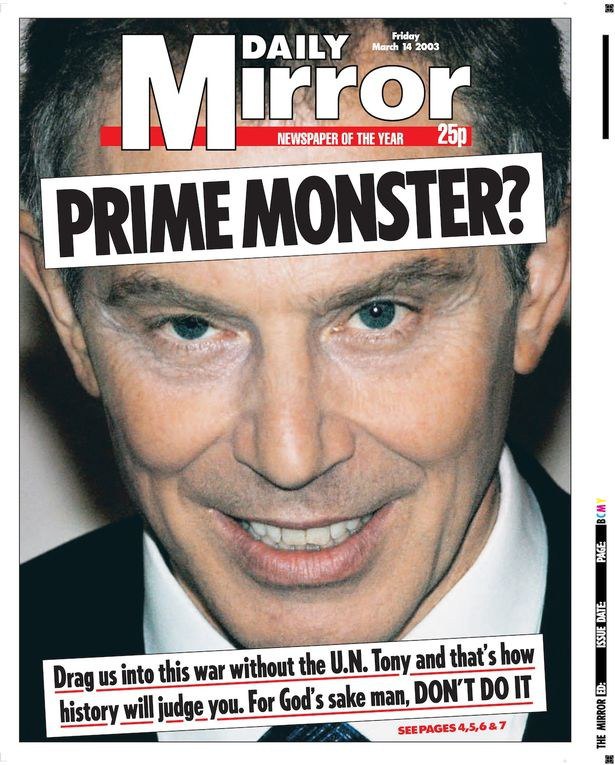 DAILY
Mirror
Friday
March 14 2003
NEWSPAPER OF THE YEAR 25p
PRIME MONSTER?
Drag us into this war without the U.N. Tony and that's how
history will judge you. For God's sake man, DON'T DO IT
SEE PAGES 4,5,6 & 7
THE MIRROR ED: ISSUE DATE: PAGE: BCMY